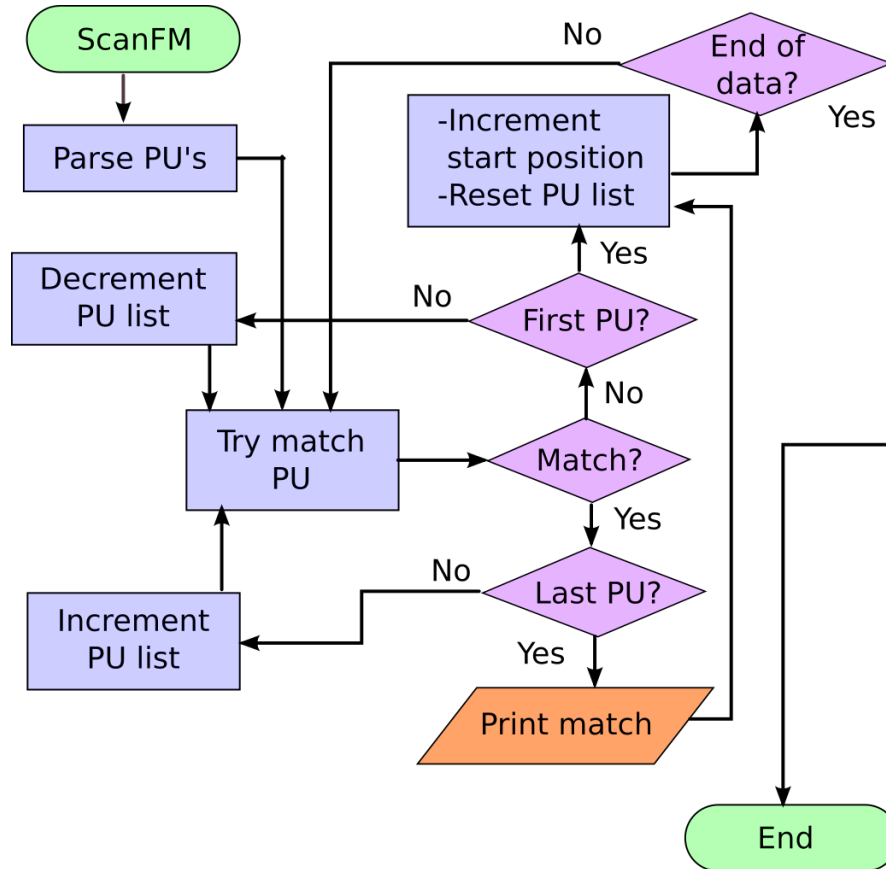 ScanFM
No
End of
data?
Yes
-Increment
start position
-Reset PU list
Parse PU's
Yes
Decrement
PU list
No
First PU?
No
Try match
PU
Match?
Yes
No
Last PU?
Increment
PU list
Yes
Print match
End